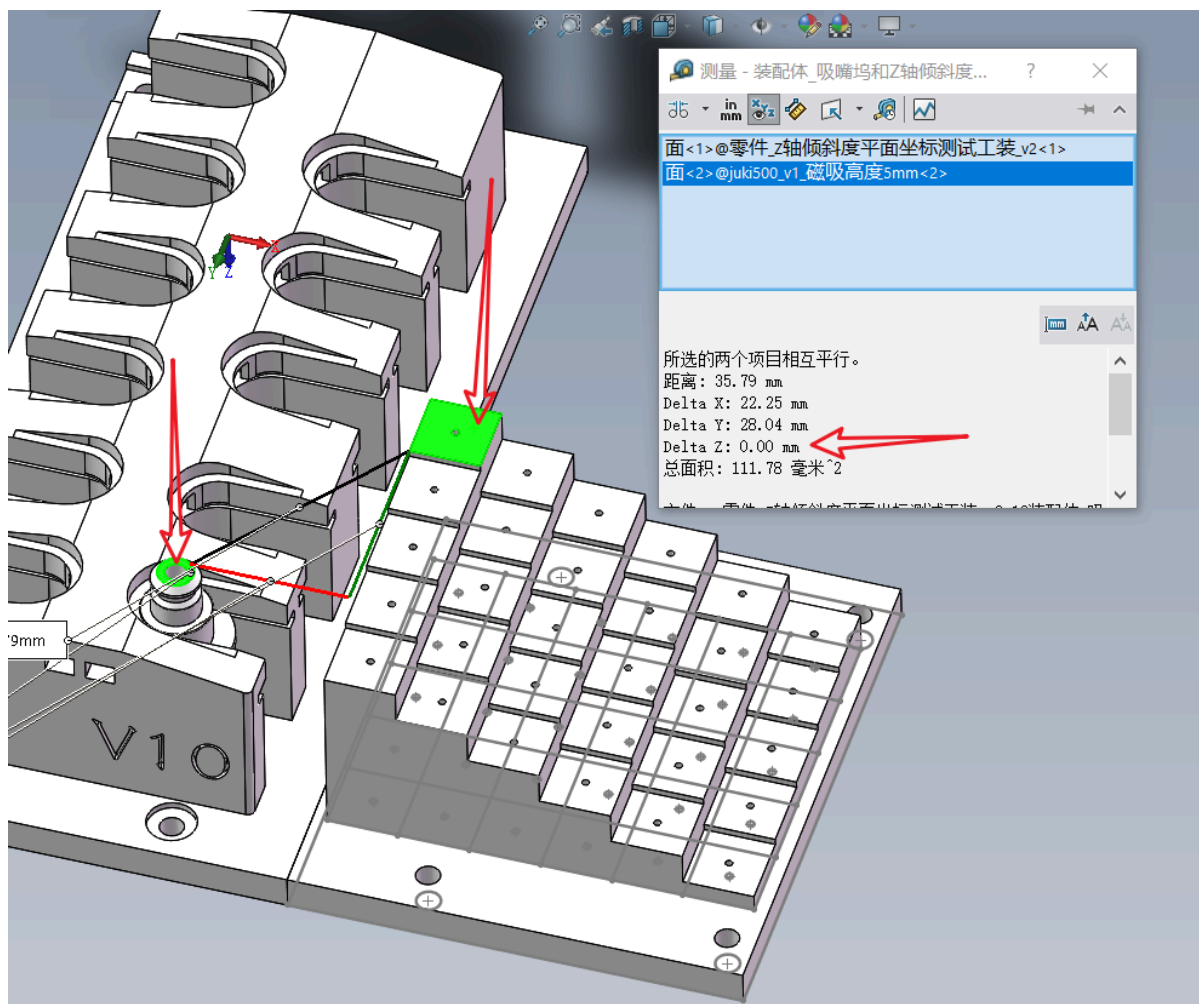 测量 - 装配体_吸嘴坞和Z轴倾斜度... ?
in
mm
XYZ
面<1>@零件_Z轴倾斜度平面坐标测试工装_v2<1>
面<2>@juki500_v1_磁吸高度5mm<2>
mm AA AA
所选的两个项目相互平行。
距离: 35.79 mm
Delta X: 22.25 mm
Delta Y: 28.04 mm
Delta Z: 0.00 mm
总面积: 111.78 毫米^2
X
Y Z
79mm
V10